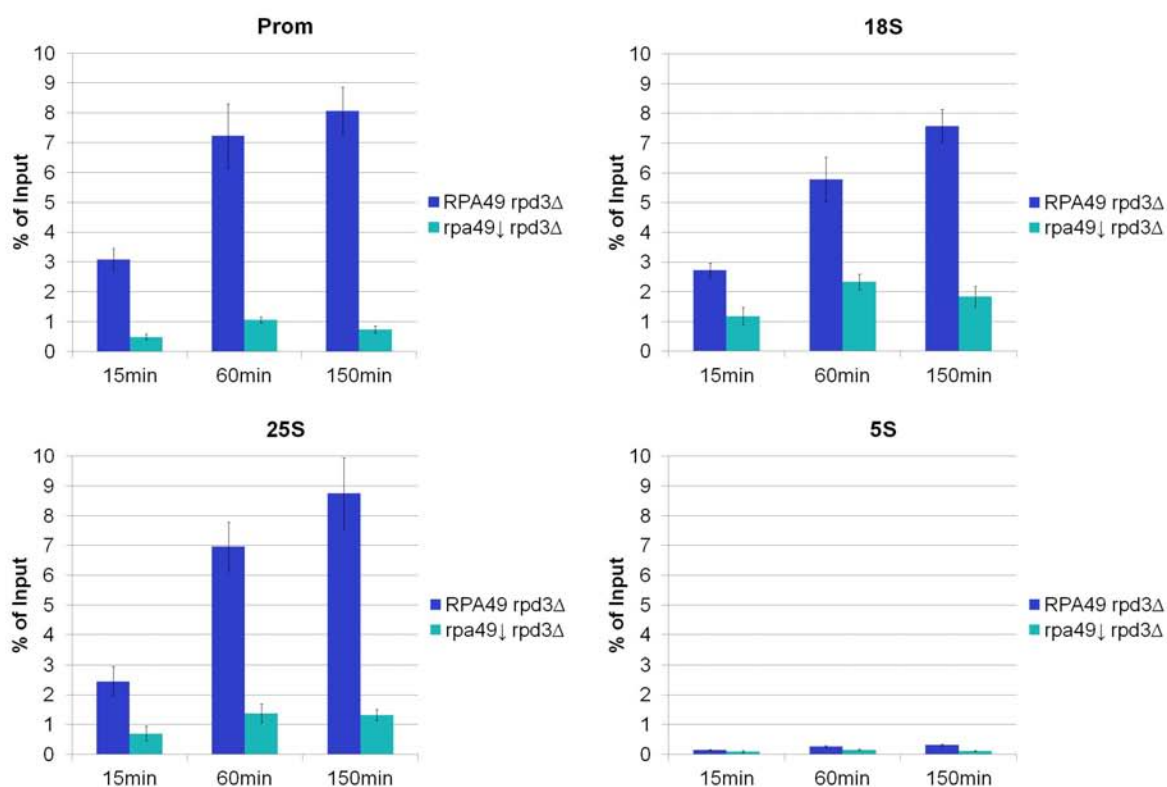 Prom
10
9
8
7
6
5
4
3
2
1
0
% of Input
15min 60min 150min
RPA49 rpd3Δ
rpa49↓ rpd3Δ
18S
10
9
8
7
6
5
4
3
2
1
0
% of Input
15min 60min 150min
RPA49 rpd3Δ
rpa49↓ rpd3Δ
25S
10
9
8
7
6
5
4
3
2
1
0
% of Input
15min 60min 150min
RPA49 rpd3Δ
rpa49↓ rpd3Δ
5S
10
9
8
7
6
5
4
3
2
1
0
% of Input
15min 60min 150min
RPA49 rpd3Δ
rpa49↓ rpd3Δ